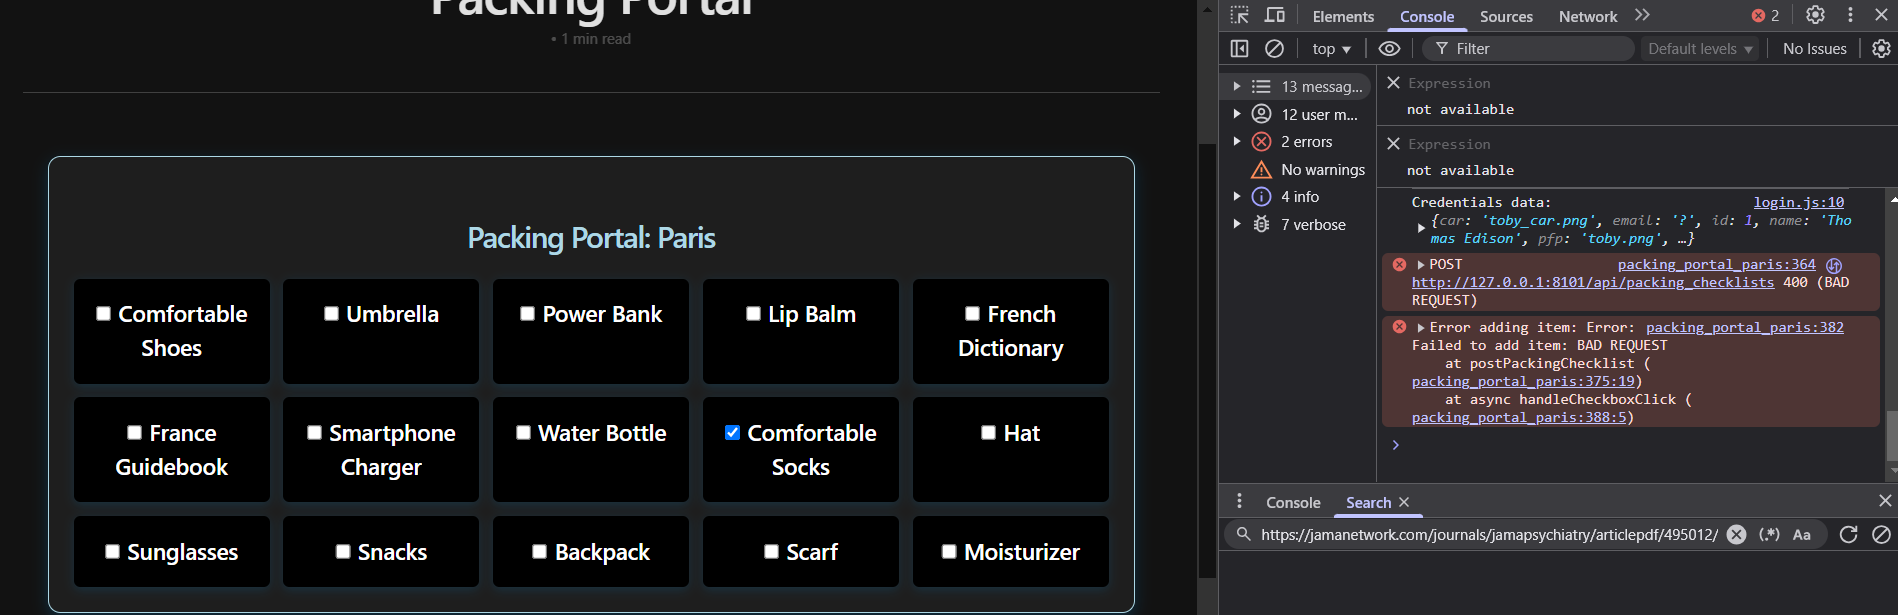 Packing Portal
• 1 min read
Packing Portal: Paris
Comfortable
Shoes
Umbrella
Power Bank
Lip Balm
French
Dictionary
France
Guidebook
Smartphone
Charger
Water Bottle
Comfortable
Socks
Hat
Sunglasses
Snacks
Backpack
Scarf
Moisturizer
Elements Console Sources Network 2
top Filter Default levels No Issues
13 messag...
12 user m...
2 errors
No warnings
4 info
7 verbose
Expression
not available
Expression
not available
Credentials data: login.js:10
{car: 'toby_car.png', email: '?', id: 1, name: 'Tho
mas Edison', pfp: 'toby.png', …}
POST packing_portal_paris:364
http://127.0.0.1:8101/api/packing_checklists 400 (BAD
REQUEST)
Error adding item: Error: packing_portal_paris:382
Failed to add item: BAD REQUEST
at postPackingChecklist (
packing_portal_paris:375:19)
at async handleCheckboxClick (
packing_portal_paris:388:5)
Console Search
https://jamanetwork.com/journals/jamapsychiatry/articlepdf/495012/ (.*) Aa